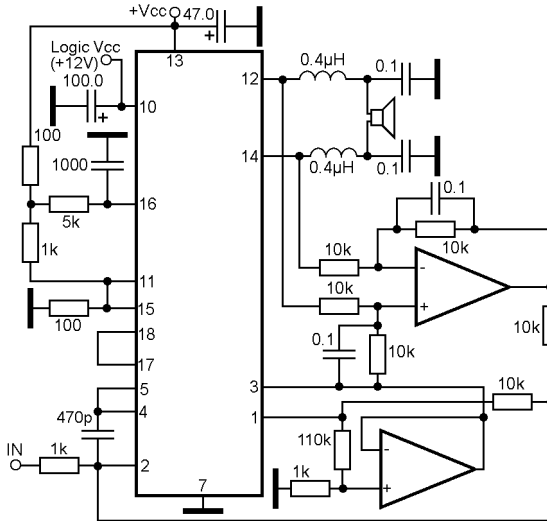 +Vcc
47.0
+
13
Logic Vcc
(+12V)
100.0
+
10
12
0.4µH
0.1
100
1000
14
0.4µH
0.1
16
5k
0.1
10k
1k
10k
-
11
10k
+
15
100
18
0.1
10k
10k
17
5
3
470p
4
1
10k
IN
110k
-
1k
2
1k
+
7